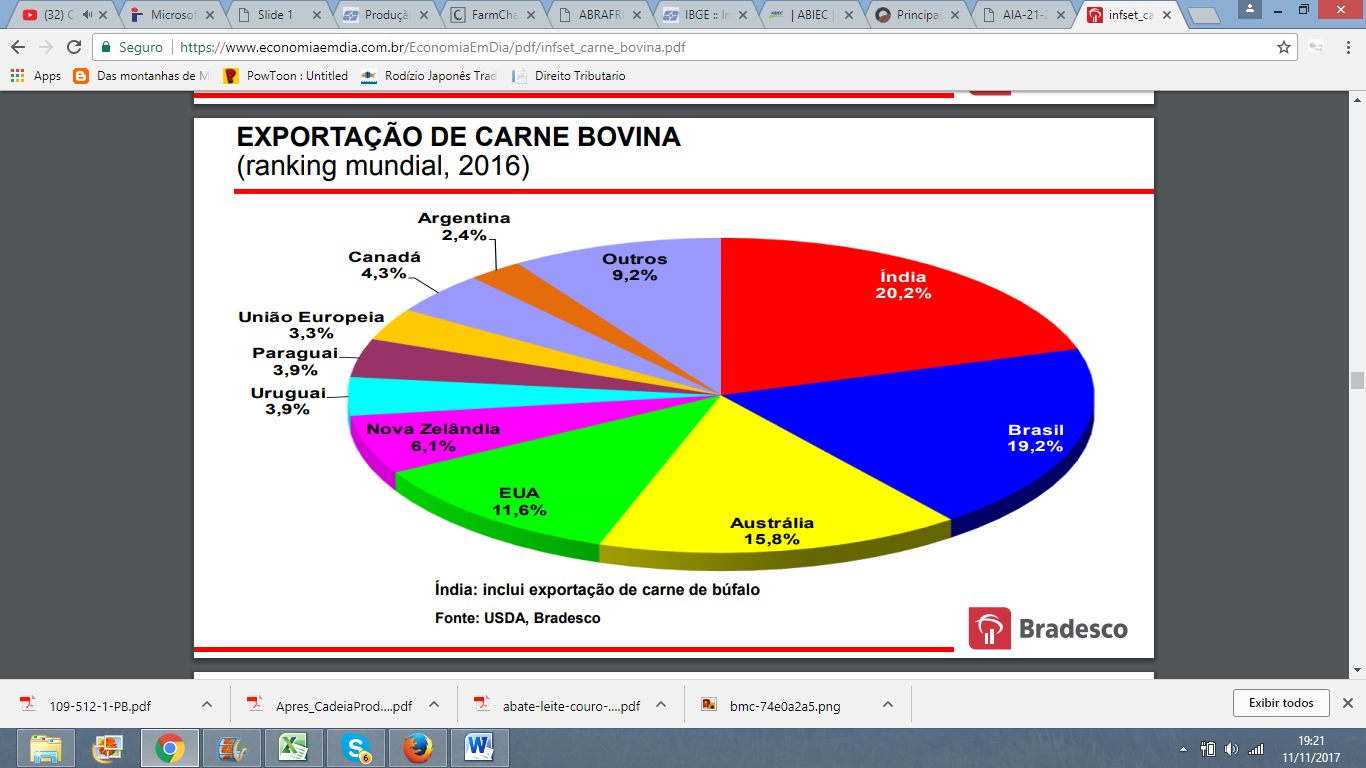 (32) C
Microsof
Slide 1
Produçã
FarmCha
ABRAFR
IBGE :: In
| ABIEC |
Principai
AIA-21-2
infset_ca
Seguro
https://www.economiaemdia.com.br/EconomiaEmDia/pdf/infset_carne_bovina.pdf
Apps
Das montanhas de M
PowToon : Untitled
Rodízio Japonês Trad
Direito Tributario
EXPORTAÇÃO DE CARNE BOVINA
(ranking mundial, 2016)
Argentina
2,4%
Canadá
4,3%
Outros
9,2%
Índia
20,2%
União Europeia
3,3%
Paraguai
3,9%
Uruguai
3,9%
Nova Zelândia
6,1%
Brasil
19,2%
EUA
11,6%
Austrália
15,8%
Índia: inclui exportação de carne de búfalo
Fonte: USDA, Bradesco
Bradesco
109-512-1-PB.pdf
Apres_CadeiaProd....pdf
abate-leite-couro-....pdf
bmc-74e0a2a5.png
Exibir todos
6
19:21
11/11/2017